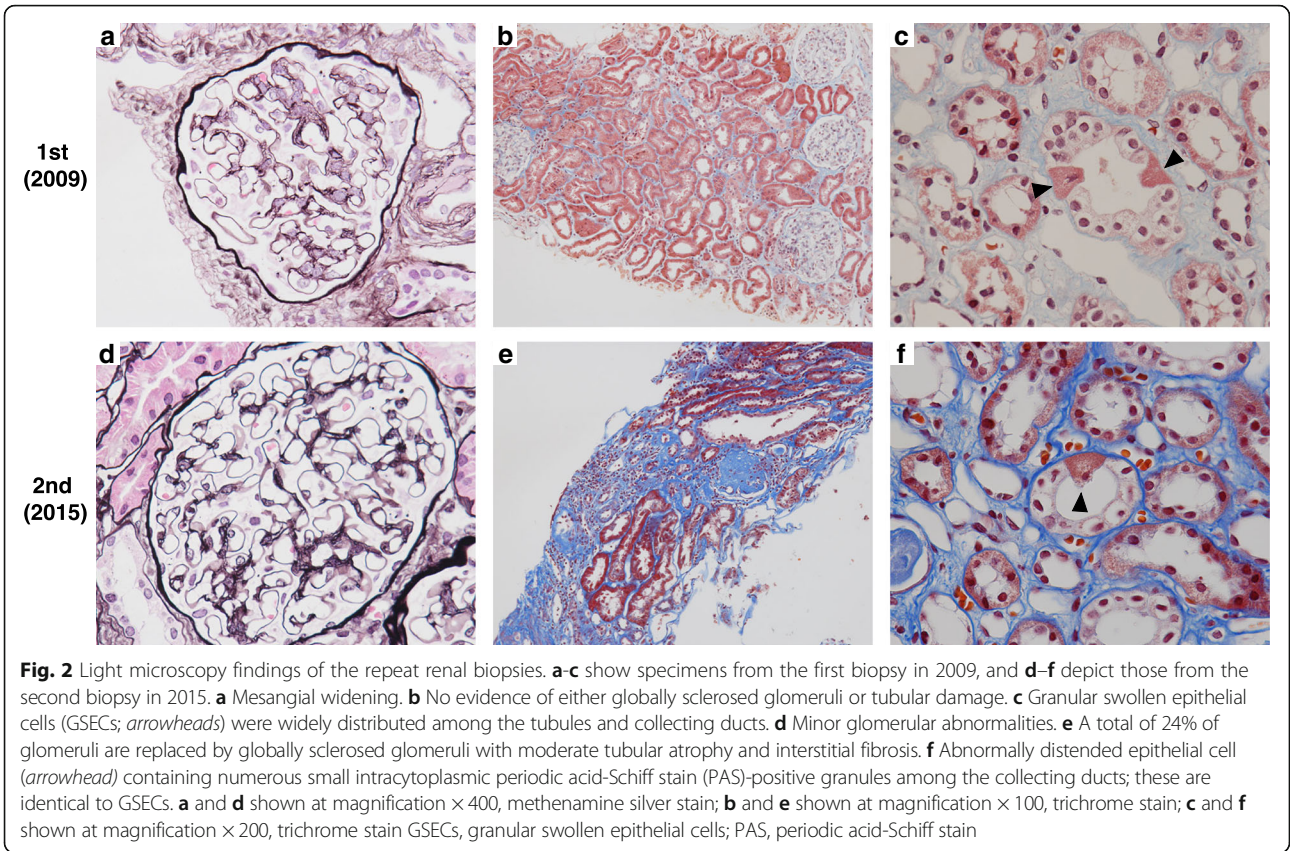 a
b
c
1st
(2009)
d
e
f
2nd
(2015)
Fig. 2 Light microscopy findings of the repeat renal biopsies. a-c show specimens from the first biopsy in 2009, and d–f depict those from the
second biopsy in 2015. a Mesangial widening. b No evidence of either globally sclerosed glomeruli or tubular damage. c Granular swollen epithelial
cells (GSECs; arrowheads) were widely distributed among the tubules and collecting ducts. d Minor glomerular abnormalities. e A total of 24% of
glomeruli are replaced by globally sclerosed glomeruli with moderate tubular atrophy and interstitial fibrosis. f Abnormally distended epithelial cell
(arrowhead) containing numerous small intracytoplasmic periodic acid-Schiff stain (PAS)-positive granules among the collecting ducts; these are
identical to GSECs. a and d shown at magnification × 400, methenamine silver stain; b and e shown at magnification × 100, trichrome stain; c and f
shown at magnification × 200, trichrome stain GSECs, granular swollen epithelial cells; PAS, periodic acid-Schiff stain